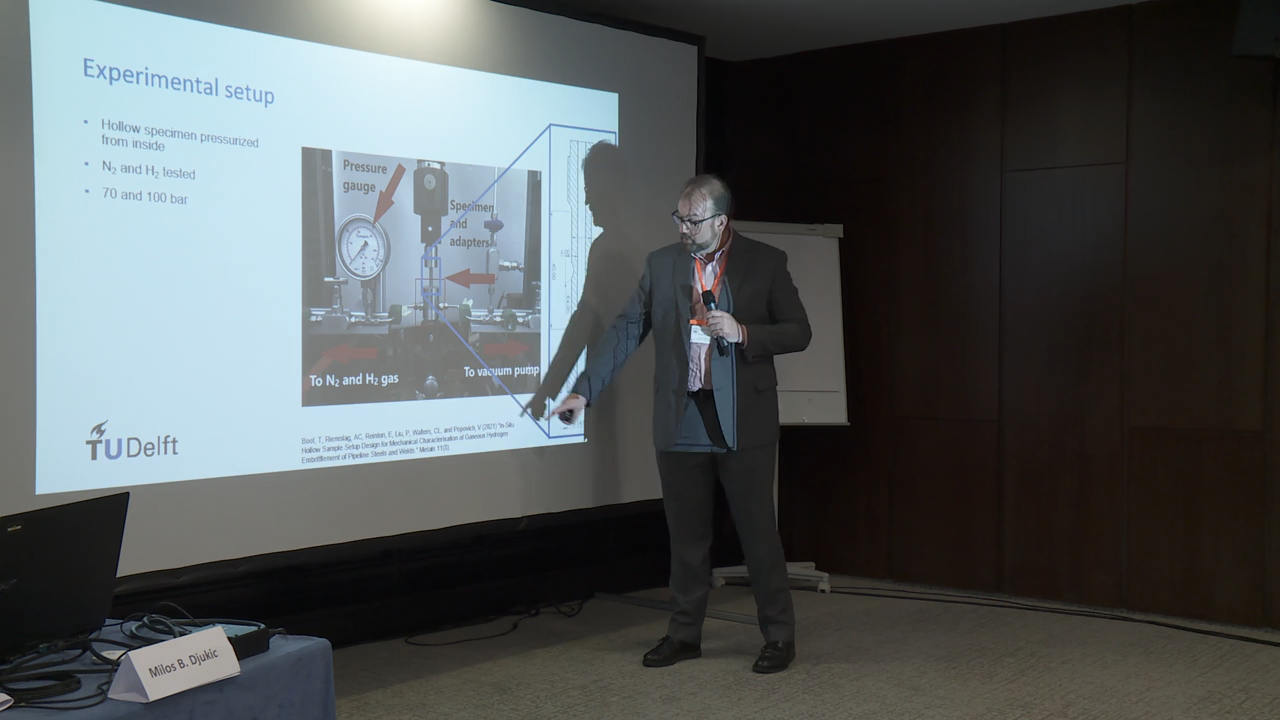 Experimental setup
Hollow specimen pressurized
from inside
N₂ and H₂ tested
70 and 100 bar
Pressure
gauge
Specimen
and
adapters
To N₂ and H₂ gas
To vacuum pump
TU Delft
Boot, T, Riemslag, AC, Reinton, E, Liu, P, Walters, CL, and Popovich, V (2021) "In-Situ
Hollow Sample Setup Design for Mechanical Characterisation of Gaseous Hydrogen
Embrittlement of Pipeline Steels and Welds." Metals 11(8).
Milos B. Djukic